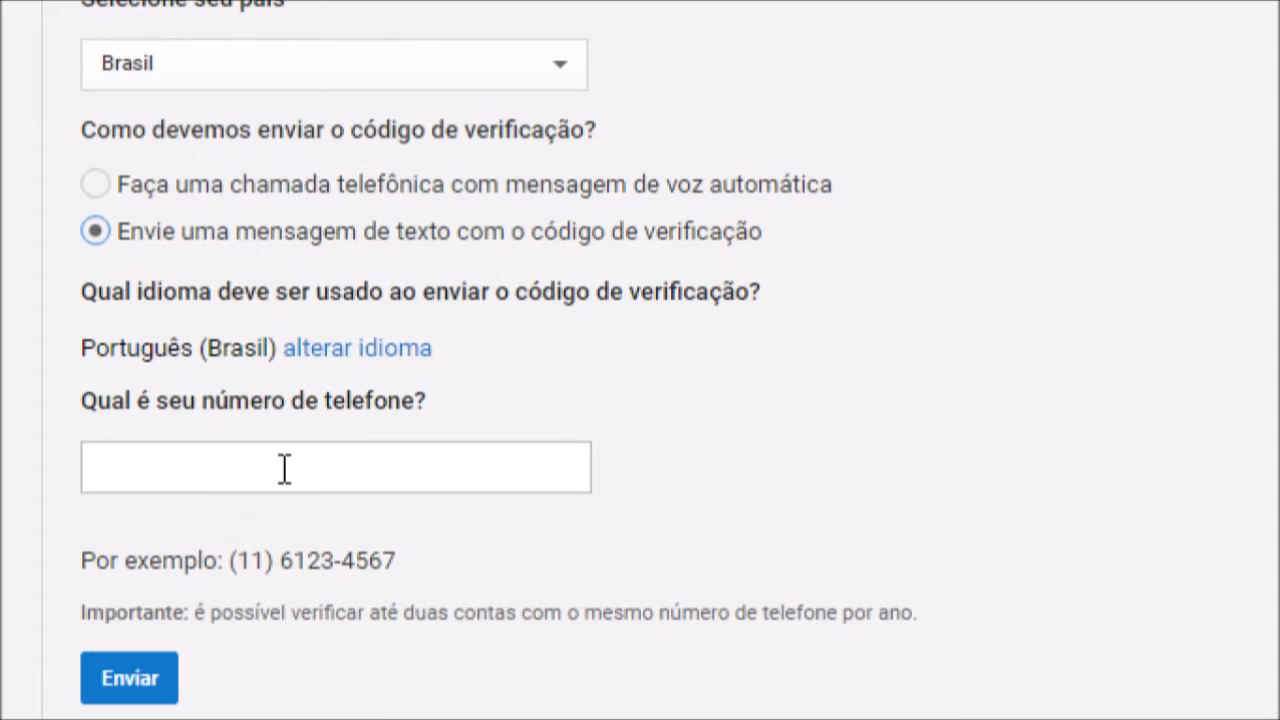 Selecione seu país
Brasil
Como devemos enviar o código de verificação?
Faça uma chamada telefônica com mensagem de voz automática
Envie uma mensagem de texto com o código de verificação
Qual idioma deve ser usado ao enviar o código de verificação?
Português (Brasil) alterar idioma
Qual é seu número de telefone?
Por exemplo: (11) 6123-4567
Importante: é possível verificar até duas contas com o mesmo número de telefone por ano.
Enviar